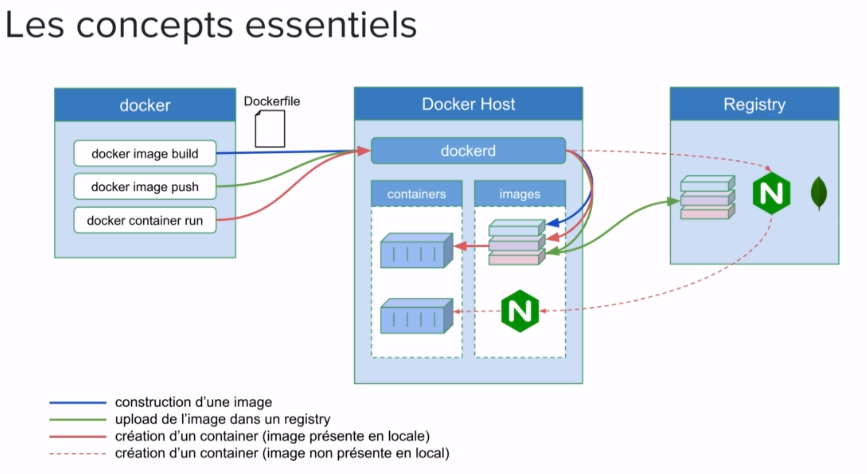 Les concepts essentiels
docker
Dockerfile
docker image build
docker image push
docker container run
Docker Host
dockerd
containers
images
N
Registry
N
construction d'une image
upload de l'image dans un registry
création d'un container (image présente en locale)
création d'un container (image non présente en local)